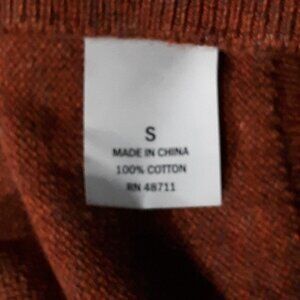 S
MADE IN CHINA
100% COTTON
RN 48711